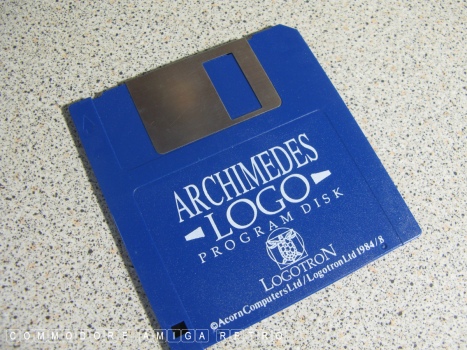 ARCHIMEDES
LOGO
PROGRAM DISK
LOGOTRON
©Acorn Computers Ltd/Logotron Ltd 1984/8
COMMODORE AMIGA RETRO